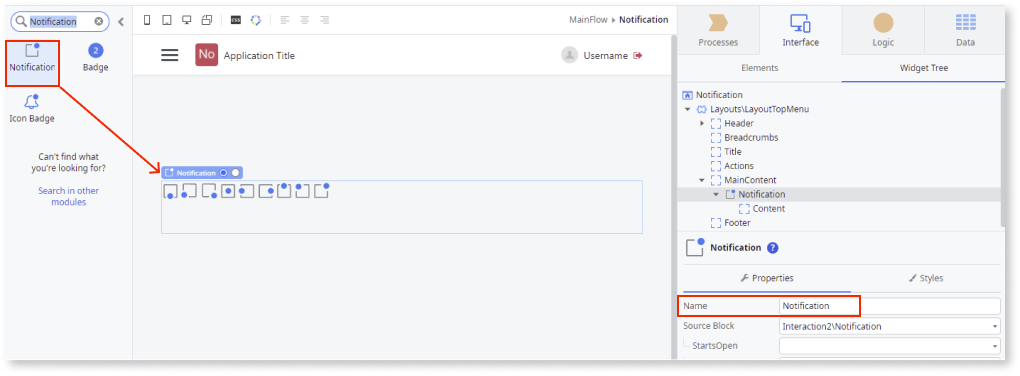 Notification
Notification
2
Badge
Icon Badge
Can't find what
you're looking for?
Search in other
modules
CSS
MainFlow ▸ Notification
No
Application Title
Username
Notification
Processes
Interface
Logic
Data
Elements
Widget Tree
Notification
Layouts\LayoutTopMenu
Header
Breadcrumbs
Title
Actions
MainContent
Notification
Content
Footer
Notification ?
Properties
Styles
Name
Notification
Source Block
Interaction2\Notification
StartsOpen